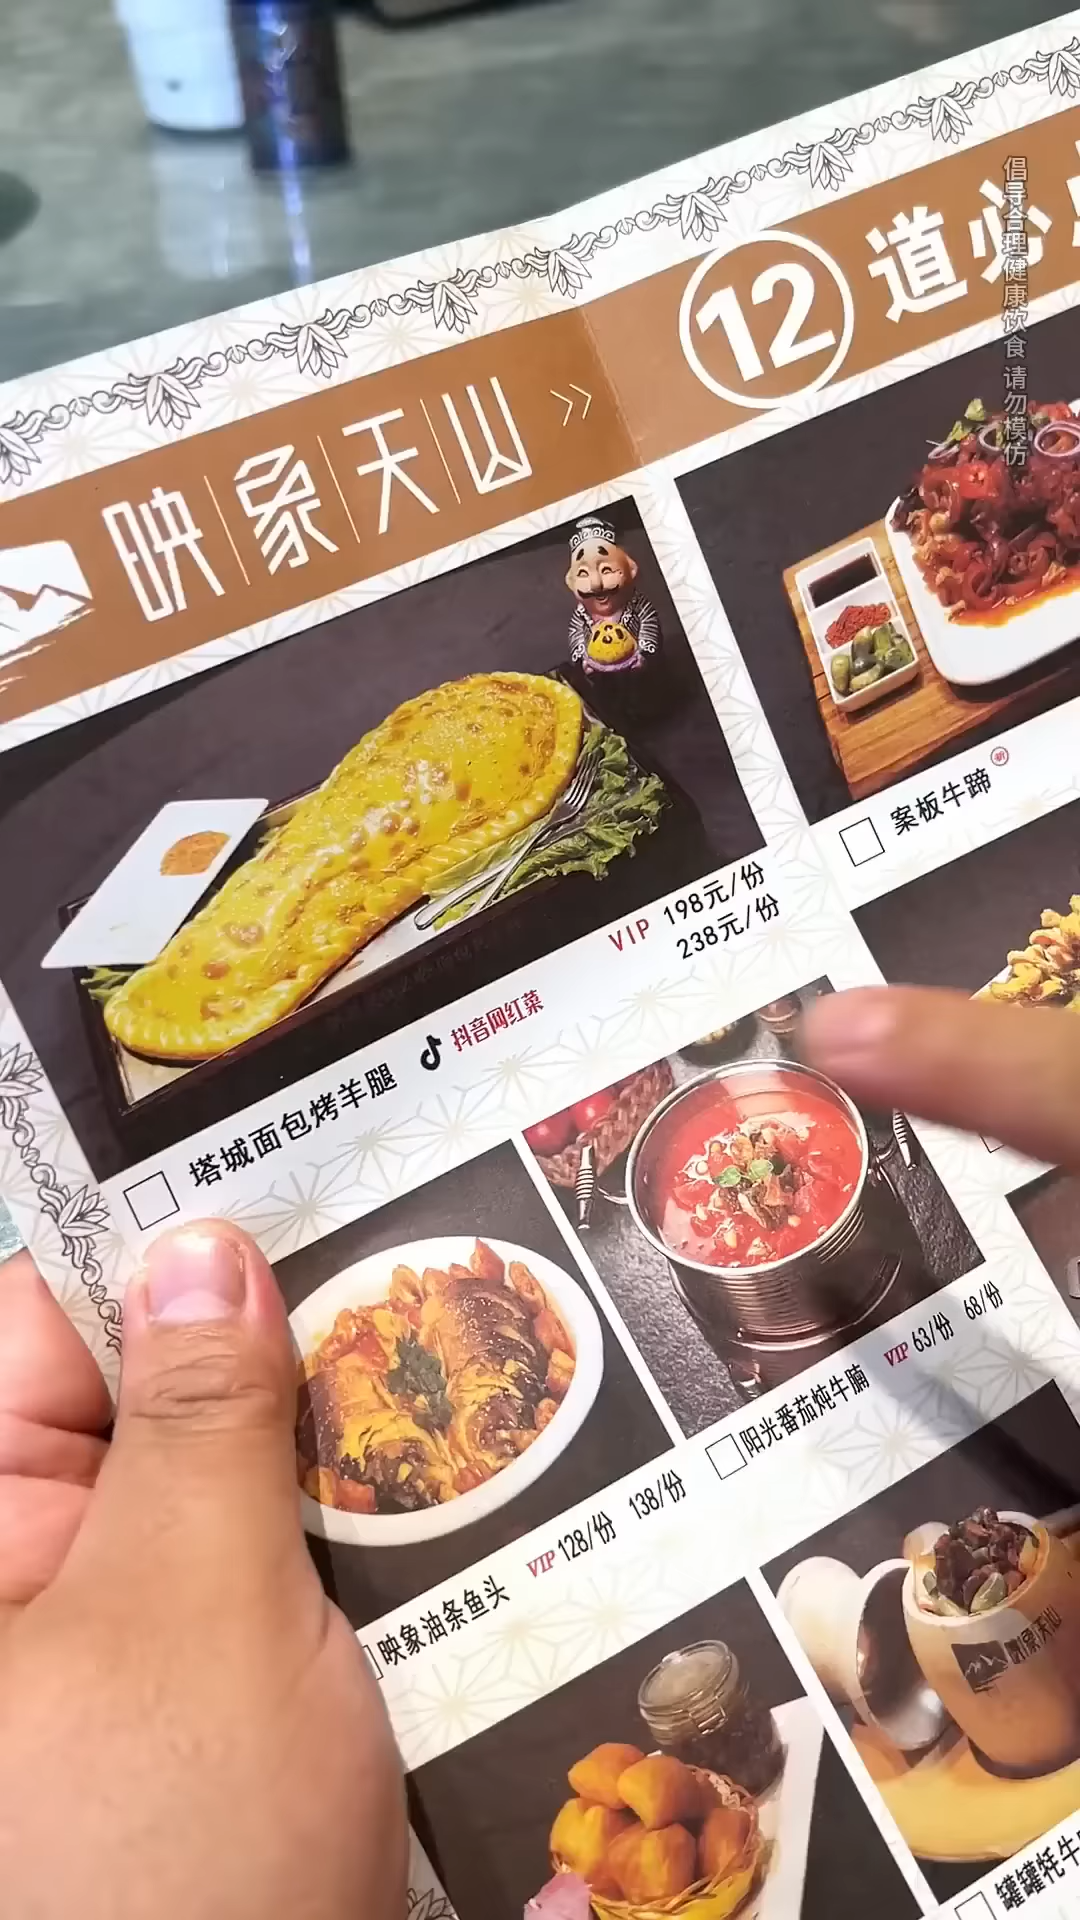 倡导合理健康饮食 请勿模仿
映象天山 >>
12 道必
案板牛蹄 新
VIP 198元/份
238元/份
塔城面包烤羊腿 抖音网红菜
阳光番茄炖牛腩 VIP 63/份 68/份
映象油条鱼头 VIP 128/份 138/份
映象天山
罐罐牦牛